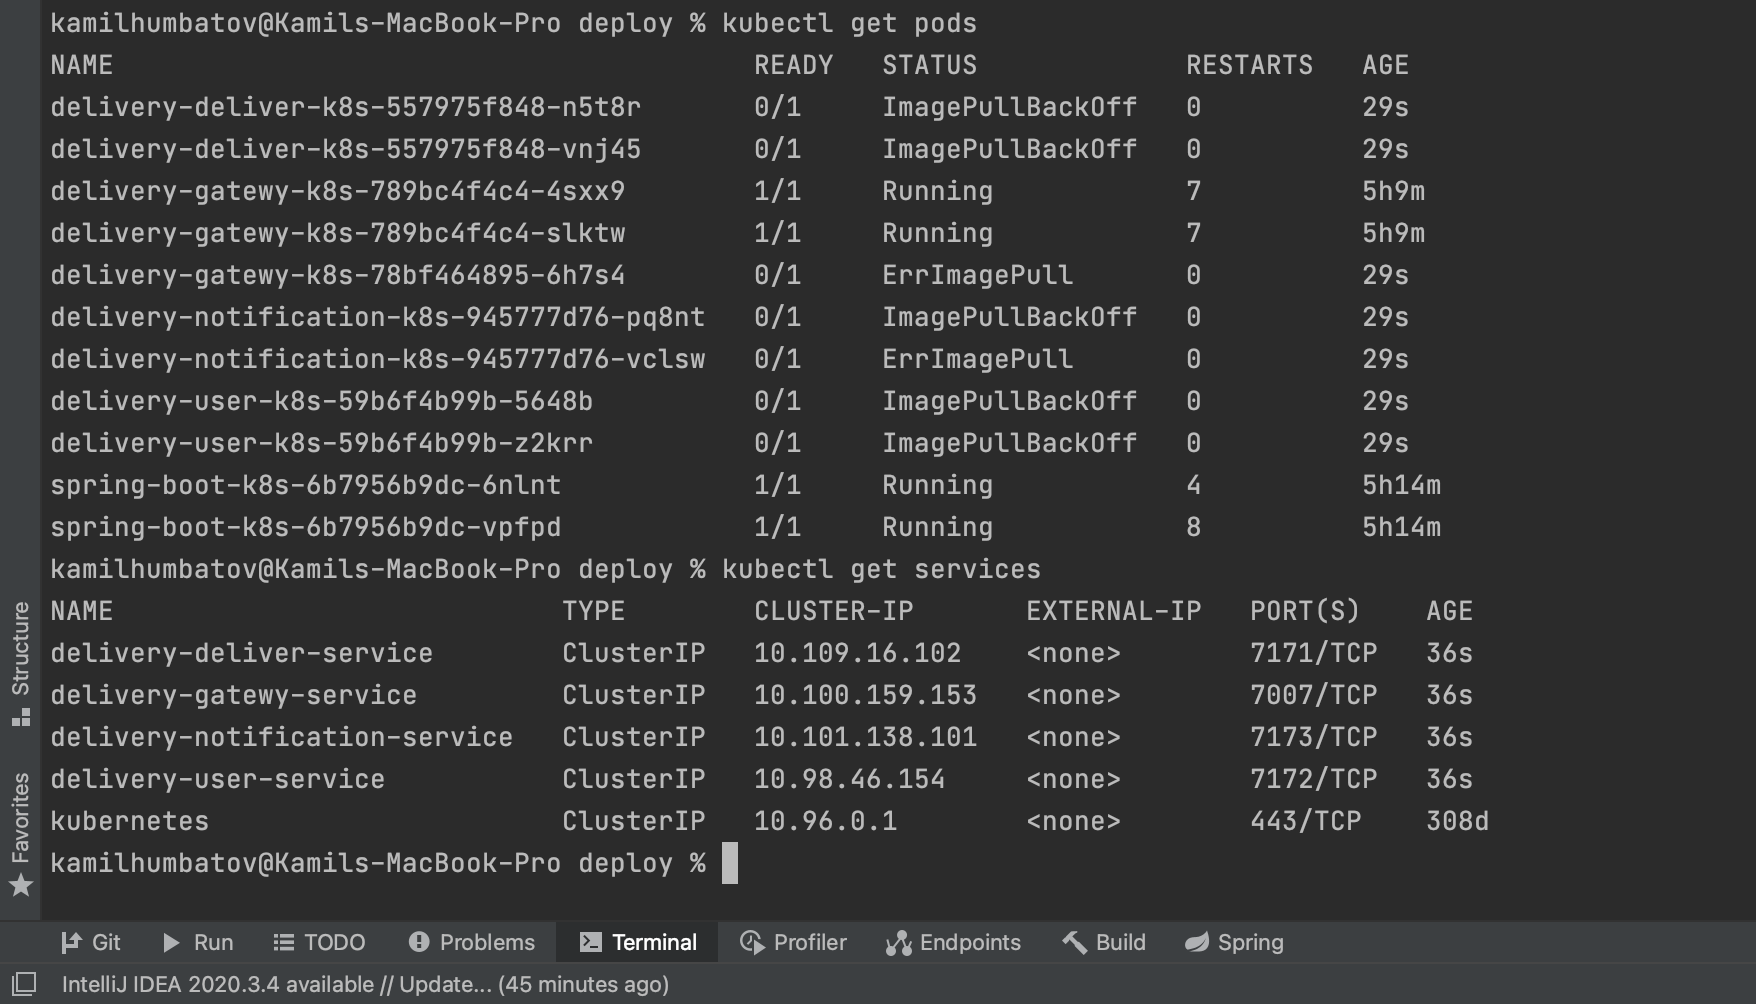 kamilhumbatov@Kamils-MacBook-Pro deploy % kubectl get pods
NAME READY STATUS RESTARTS AGE
delivery-deliver-k8s-557975f848-n5t8r 0/1 ImagePullBackOff 0 29s
delivery-deliver-k8s-557975f848-vnj45 0/1 ImagePullBackOff 0 29s
delivery-gatewy-k8s-789bc4f4c4-4sxx9 1/1 Running 7 5h9m
delivery-gatewy-k8s-789bc4f4c4-slktw 1/1 Running 7 5h9m
delivery-gatewy-k8s-78bf464895-6h7s4 0/1 ErrImagePull 0 29s
delivery-notification-k8s-945777d76-pq8nt 0/1 ImagePullBackOff 0 29s
delivery-notification-k8s-945777d76-vclsw 0/1 ErrImagePull 0 29s
delivery-user-k8s-59b6f4b99b-5648b 0/1 ImagePullBackOff 0 29s
delivery-user-k8s-59b6f4b99b-z2krr 0/1 ImagePullBackOff 0 29s
spring-boot-k8s-6b7956b9dc-6nlnt 1/1 Running 4 5h14m
spring-boot-k8s-6b7956b9dc-vpfpd 1/1 Running 8 5h14m
kamilhumbatov@Kamils-MacBook-Pro deploy % kubectl get services
NAME TYPE CLUSTER-IP EXTERNAL-IP PORT(S) AGE
delivery-deliver-service ClusterIP 10.109.16.102 <none> 7171/TCP 36s
delivery-gatewy-service ClusterIP 10.100.159.153 <none> 7007/TCP 36s
delivery-notification-service ClusterIP 10.101.138.101 <none> 7173/TCP 36s
delivery-user-service ClusterIP 10.98.46.154 <none> 7172/TCP 36s
kubernetes ClusterIP 10.96.0.1 <none> 443/TCP 308d
kamilhumbatov@Kamils-MacBook-Pro deploy %
Structure
Favorites
Git Run TODO Problems Terminal Profiler Endpoints Build Spring
IntelliJ IDEA 2020.3.4 available // Update... (45 minutes ago)